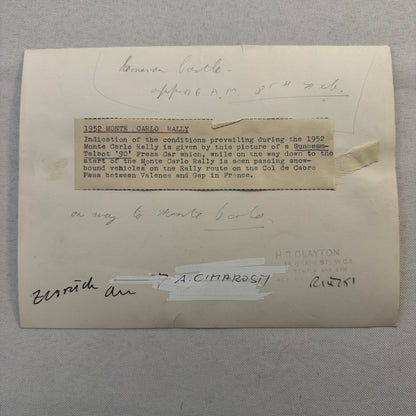 1952 MONTE CARLO RALLY
Indication of the conditions prevailing during the 1952
Monte Carlo Rally is given by this picture of a Sunbeam-
Talbot '90' Press Car which, while on the way down to the
start of the Monte Carlo Rally is seen passing snow-
bound vehicles on the Rally route on the Col de Cabre
Pass between Valence and Gap in France.
on way to Monte Carlo.
H.R. CLAYTON
zurück an A. CIMAROSTI